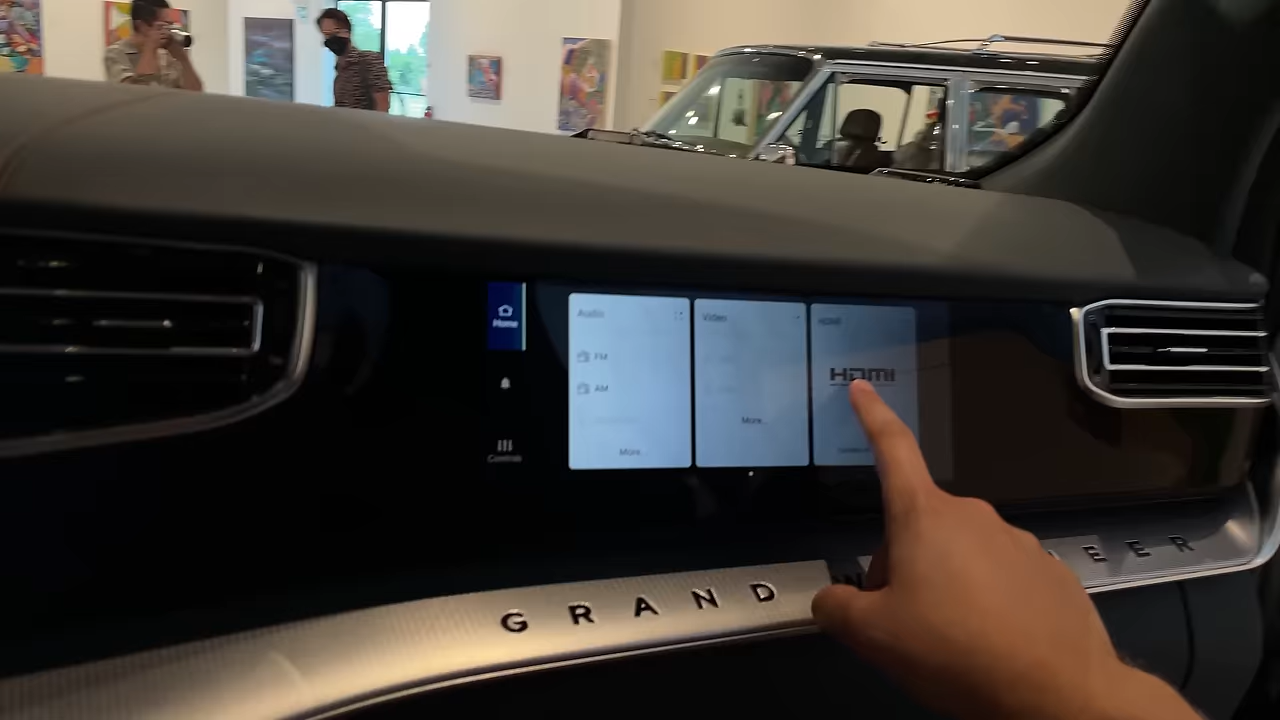 Home
Controls
Audio
FM
AM
More...
Video
More...
HDMI
HDMI
GRAND W EER